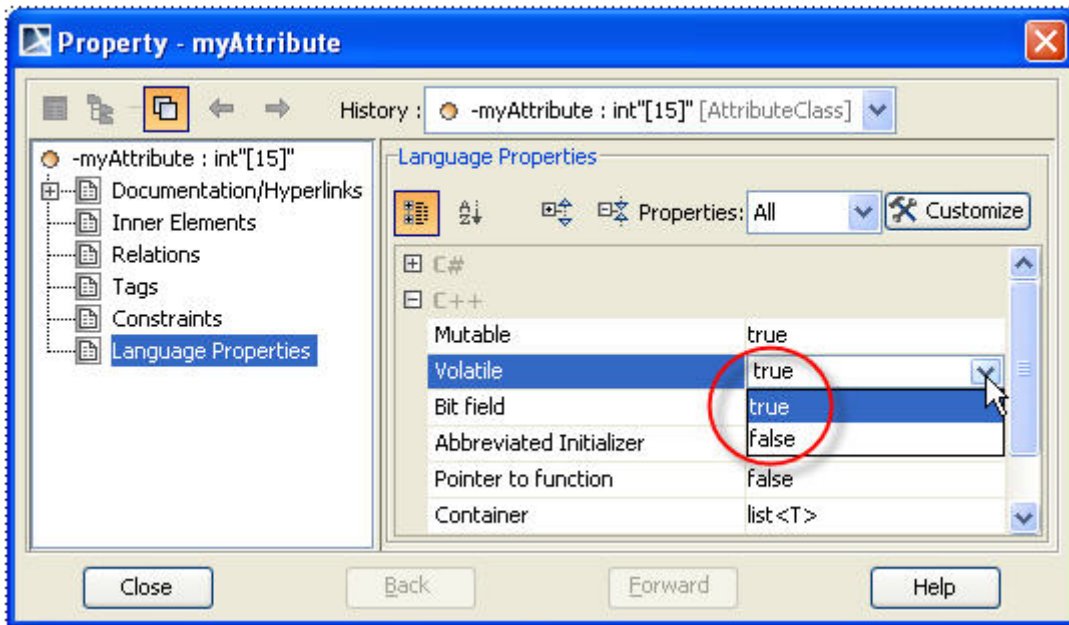 Property - myAttribute
History : -myAttribute : int"[15]" [AttributeClass]
-myAttribute : int"[15]"
Documentation/Hyperlinks
Inner Elements
Relations
Tags
Constraints
Language Properties
Language Properties
Properties: All Customize
C#
C++
Mutable true
Volatile true
true
Bit field
false
Abbreviated Initializer
Pointer to function false
Container list<T>
Close Back Forward Help